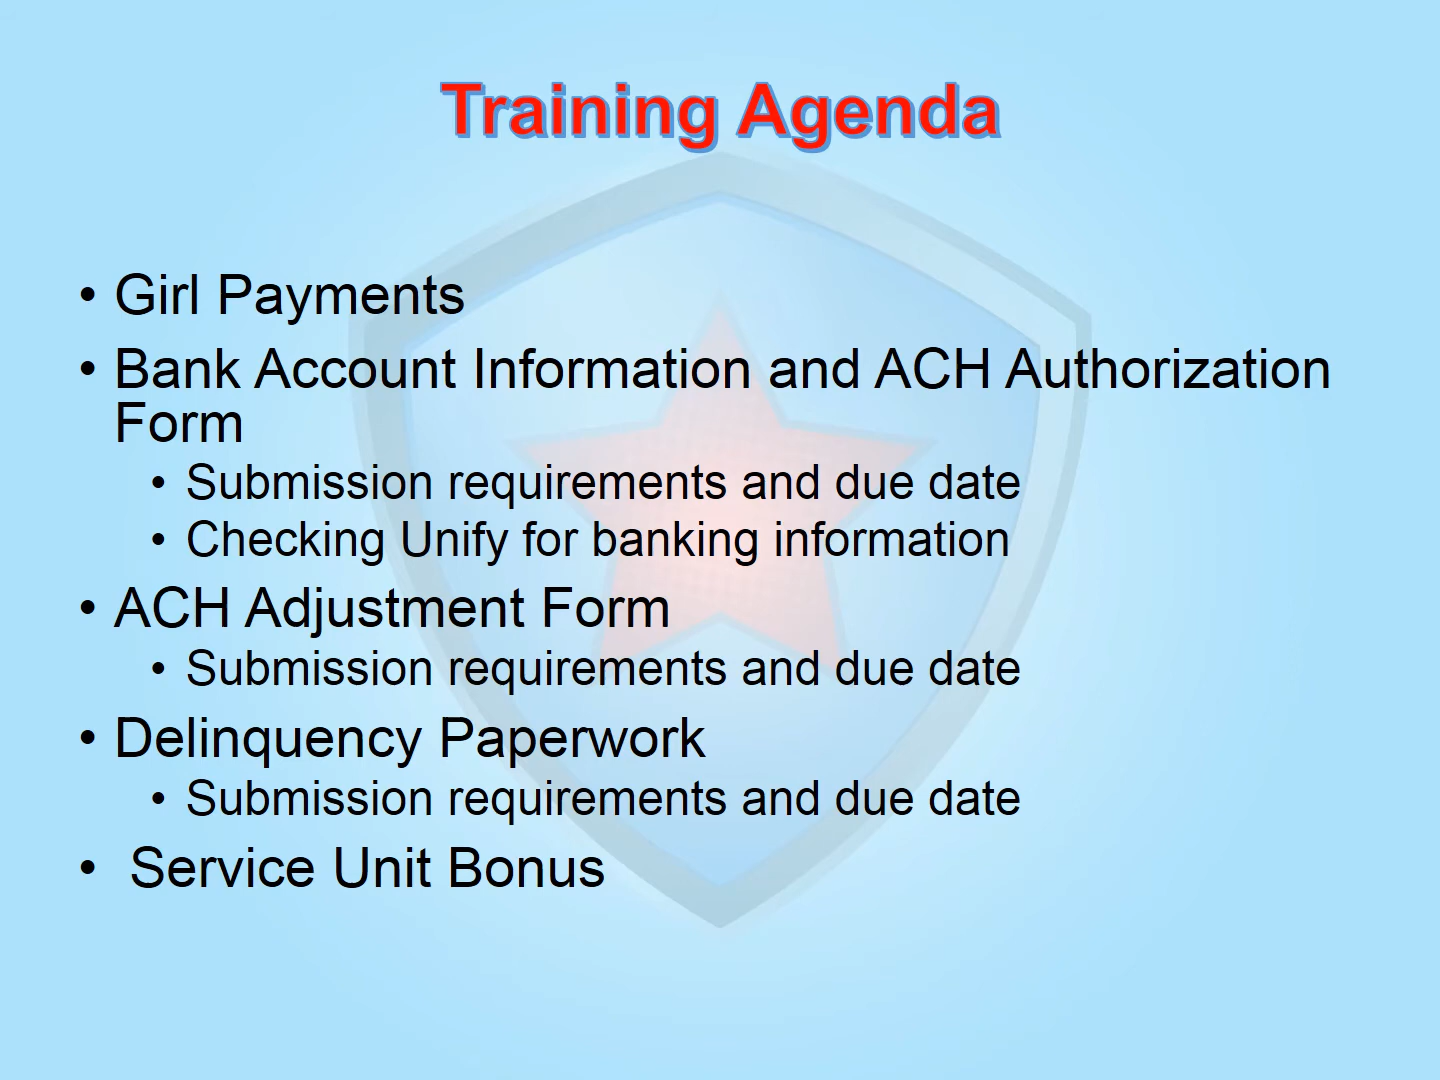 Training Agenda
• Girl Payments
• Bank Account Information and ACH Authorization
Form
• Submission requirements and due date
• Checking Unify for banking information
• ACH Adjustment Form
• Submission requirements and due date
• Delinquency Paperwork
• Submission requirements and due date
• Service Unit Bonus